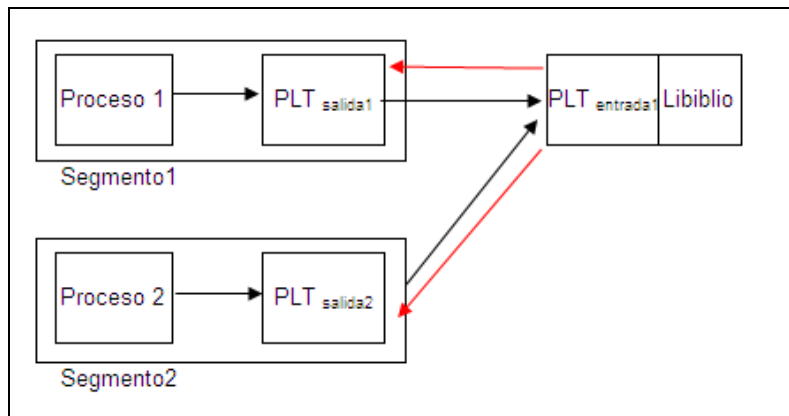 Proceso 1
PLT salida1
PLT entrada1
Libiblio
Segmento1
Proceso 2
PLT salida2
Segmento2